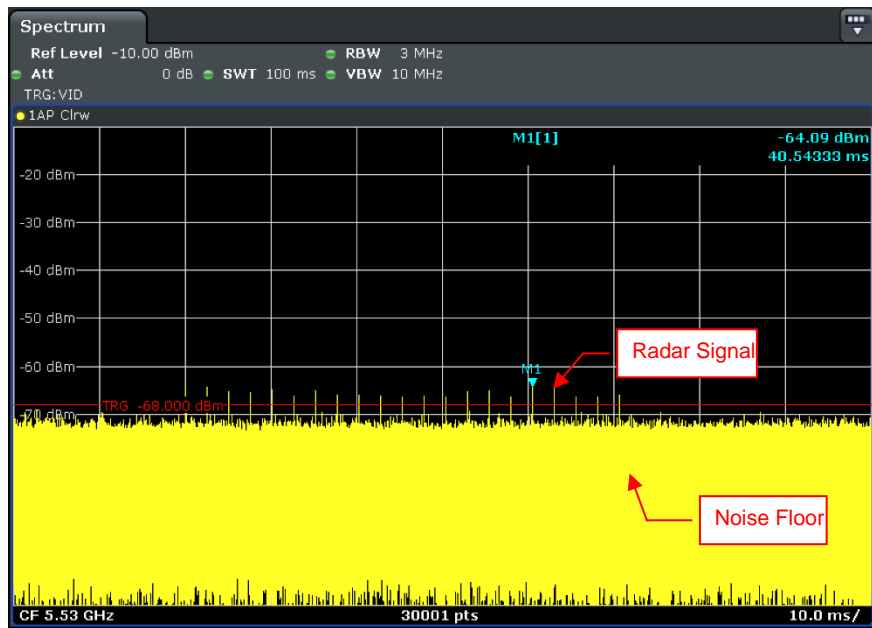 Spectrum
Ref Level -10.00 dBm RBW 3 MHz
Att 0 dB SWT 100 ms VBW 10 MHz
TRG:VID
1AP Clrw
M1[1] -64.09 dBm
40.54333 ms
-20 dBm
-30 dBm
-40 dBm
-50 dBm
Radar Signal
-60 dBm
M1
TRG -68.000 dBm
-70 dBm
Noise Floor
CF 5.53 GHz 30001 pts 10.0 ms/